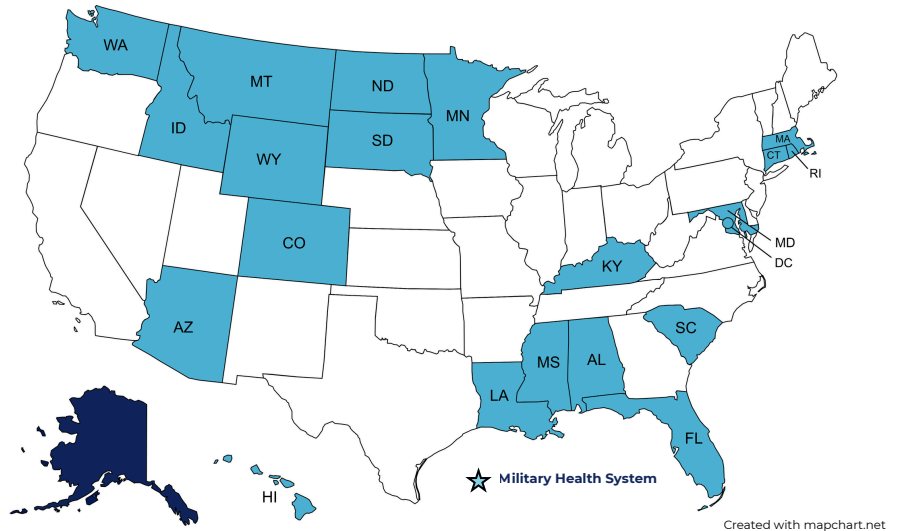 WA
MT
ND
MN
ID
SD
WY
MA
CT
RI
CO
MD
DC
KY
AZ
SC
MS
AL
LA
FL
HI
Military Health System
Created with mapchart.net